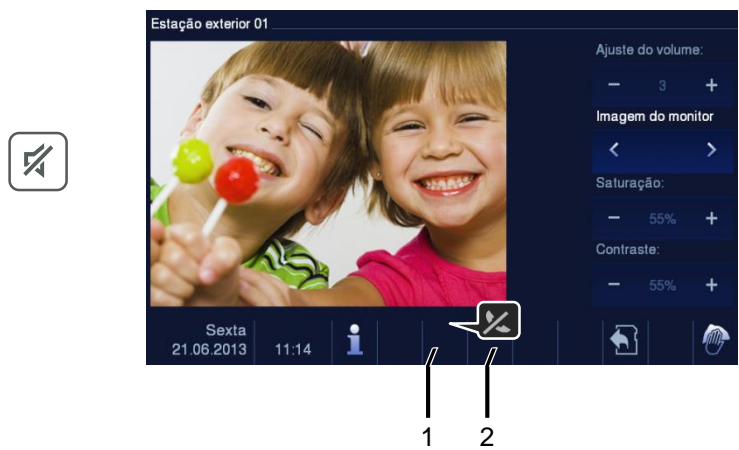 Estação exterior 01
Ajuste do volume:
− 3 +
Imagem do monitor
< >
Saturação:
− 55% +
Contraste:
− 55% +
Sexta
21.06.2013 11:14
1 2